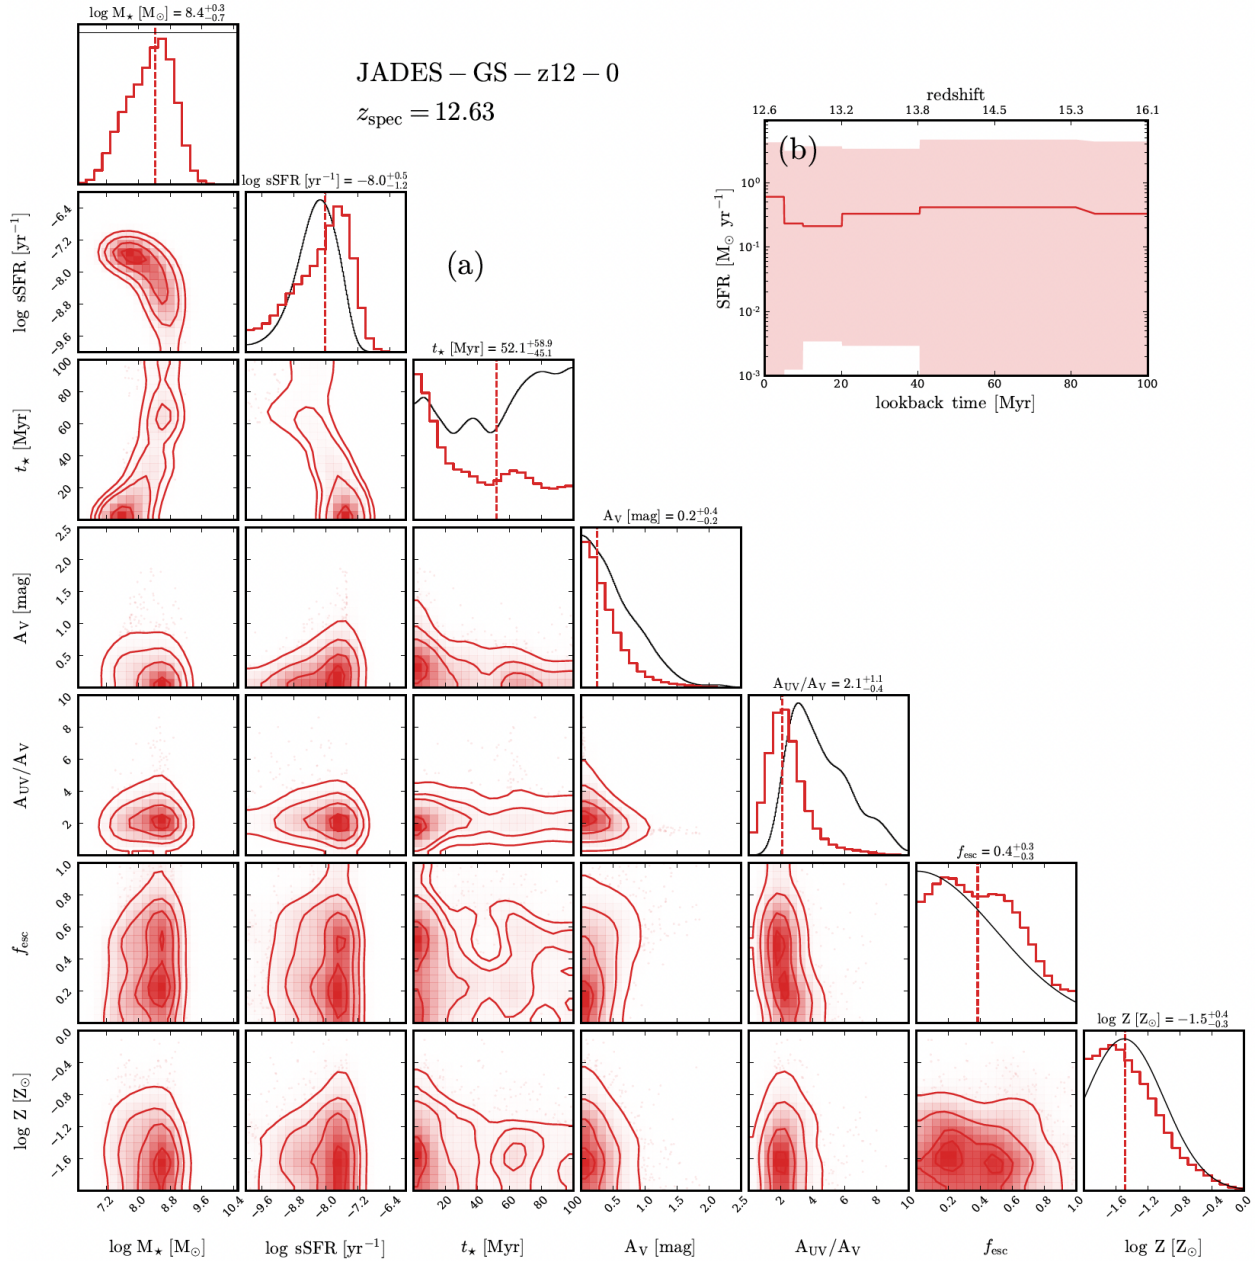 log M⋆ [M⊙] = 8.4+0.3−0.7
JADES − GS − z12 − 0
zspec = 12.63
redshift
12.6 13.2 13.8 14.5 15.3 16.1
(b)
SFR [M⊙ yr−1]
100
10-1
10-2
10-3
0 20 40 60 80 100
lookback time [Myr]
log sSFR [yr−1] = −8.0+0.5−1.2
(a)
log sSFR [yr−1]
−6.4
−7.2
−8.0
−8.8
−9.6
t⋆ [Myr] = 52.1+58.9−45.1
t⋆ [Myr]
100
80
60
40
20
AV [mag] = 0.2+0.4−0.2
AV [mag]
2.5
2.0
1.5
1.0
0.5
AUV/AV = 2.1+1.1−0.4
AUV/AV
10
8
6
4
2
fesc = 0.4+0.3−0.3
fesc
1.0
0.8
0.6
0.4
0.2
log Z [Z⊙] = −1.5+0.4−0.3
log Z [Z⊙]
0.0
−0.4
−0.8
−1.2
−1.6
7.2 8.0 8.8 9.6 10.4
−9.6 −8.8 −8.0 −7.2 −6.4
20 40 60 80 100
0.0 0.5 1.0 1.5 2.0 2.5
2 4 6 8 10
0.0 0.2 0.4 0.6 0.8 1.0
−1.6 −1.2 −0.8 −0.4 0.0
log M⋆ [M⊙]
log sSFR [yr−1]
t⋆ [Myr]
AV [mag]
AUV/AV
fesc
log Z [Z⊙]